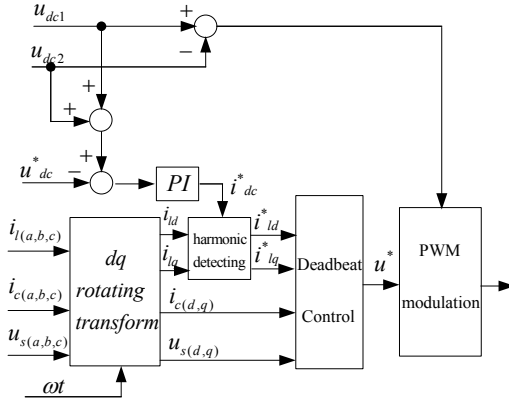 u_dc1
+
−
u_dc2
+
+
+
u*_dc
−
PI
i*_dc
i_l(a,b,c)
i_c(a,b,c)
u_s(a,b,c)
ωt
dq
rotating
transform
i_ld
i_lq
harmonic
detecting
i*_ld
i*_lq
i_c(d,q)
u_s(d,q)
Deadbeat
Control
u*
PWM
modulation